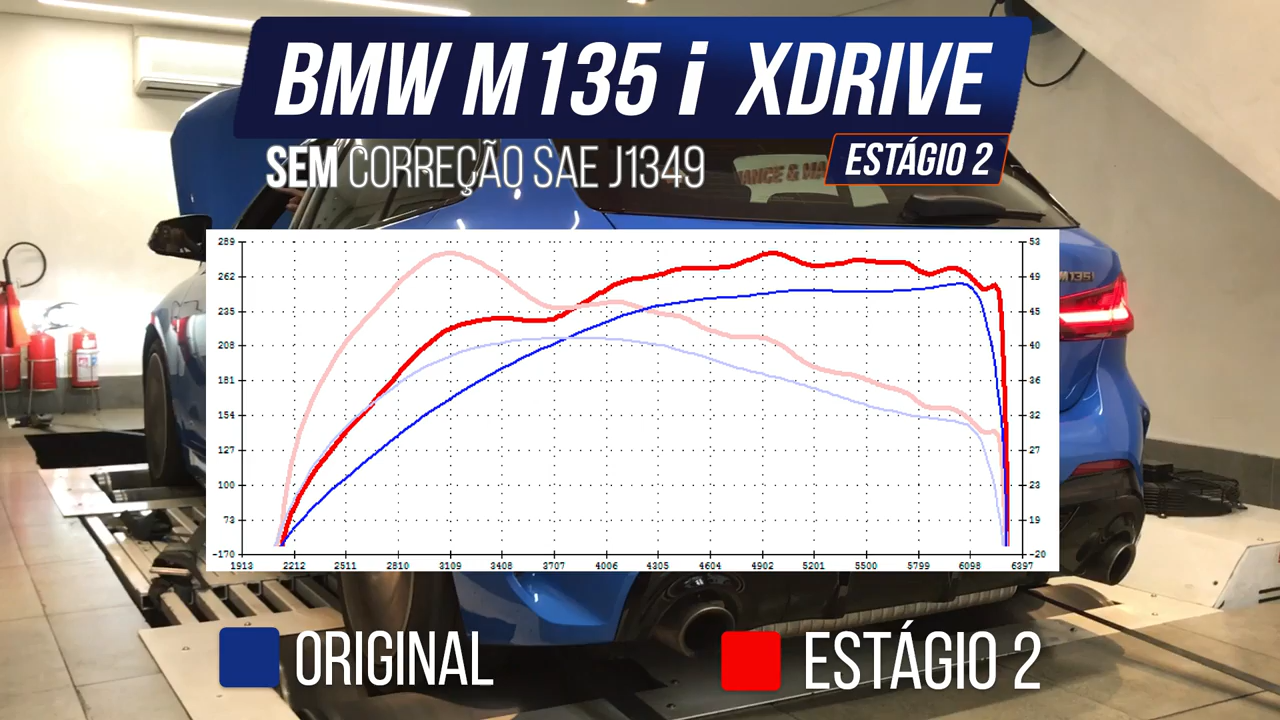 BMW M135i XDRIVE
SEM CORREÇÃO SAE J1349
ESTÁGIO 2
M135i
289
262
235
208
181
154
127
100
73
-170
53
49
45
40
36
32
27
23
19
-20
1913 2212 2511 2810 3109 3408 3707 4006 4305 4604 4902 5201 5500 5799 6098 6397
ORIGINAL
ESTÁGIO 2